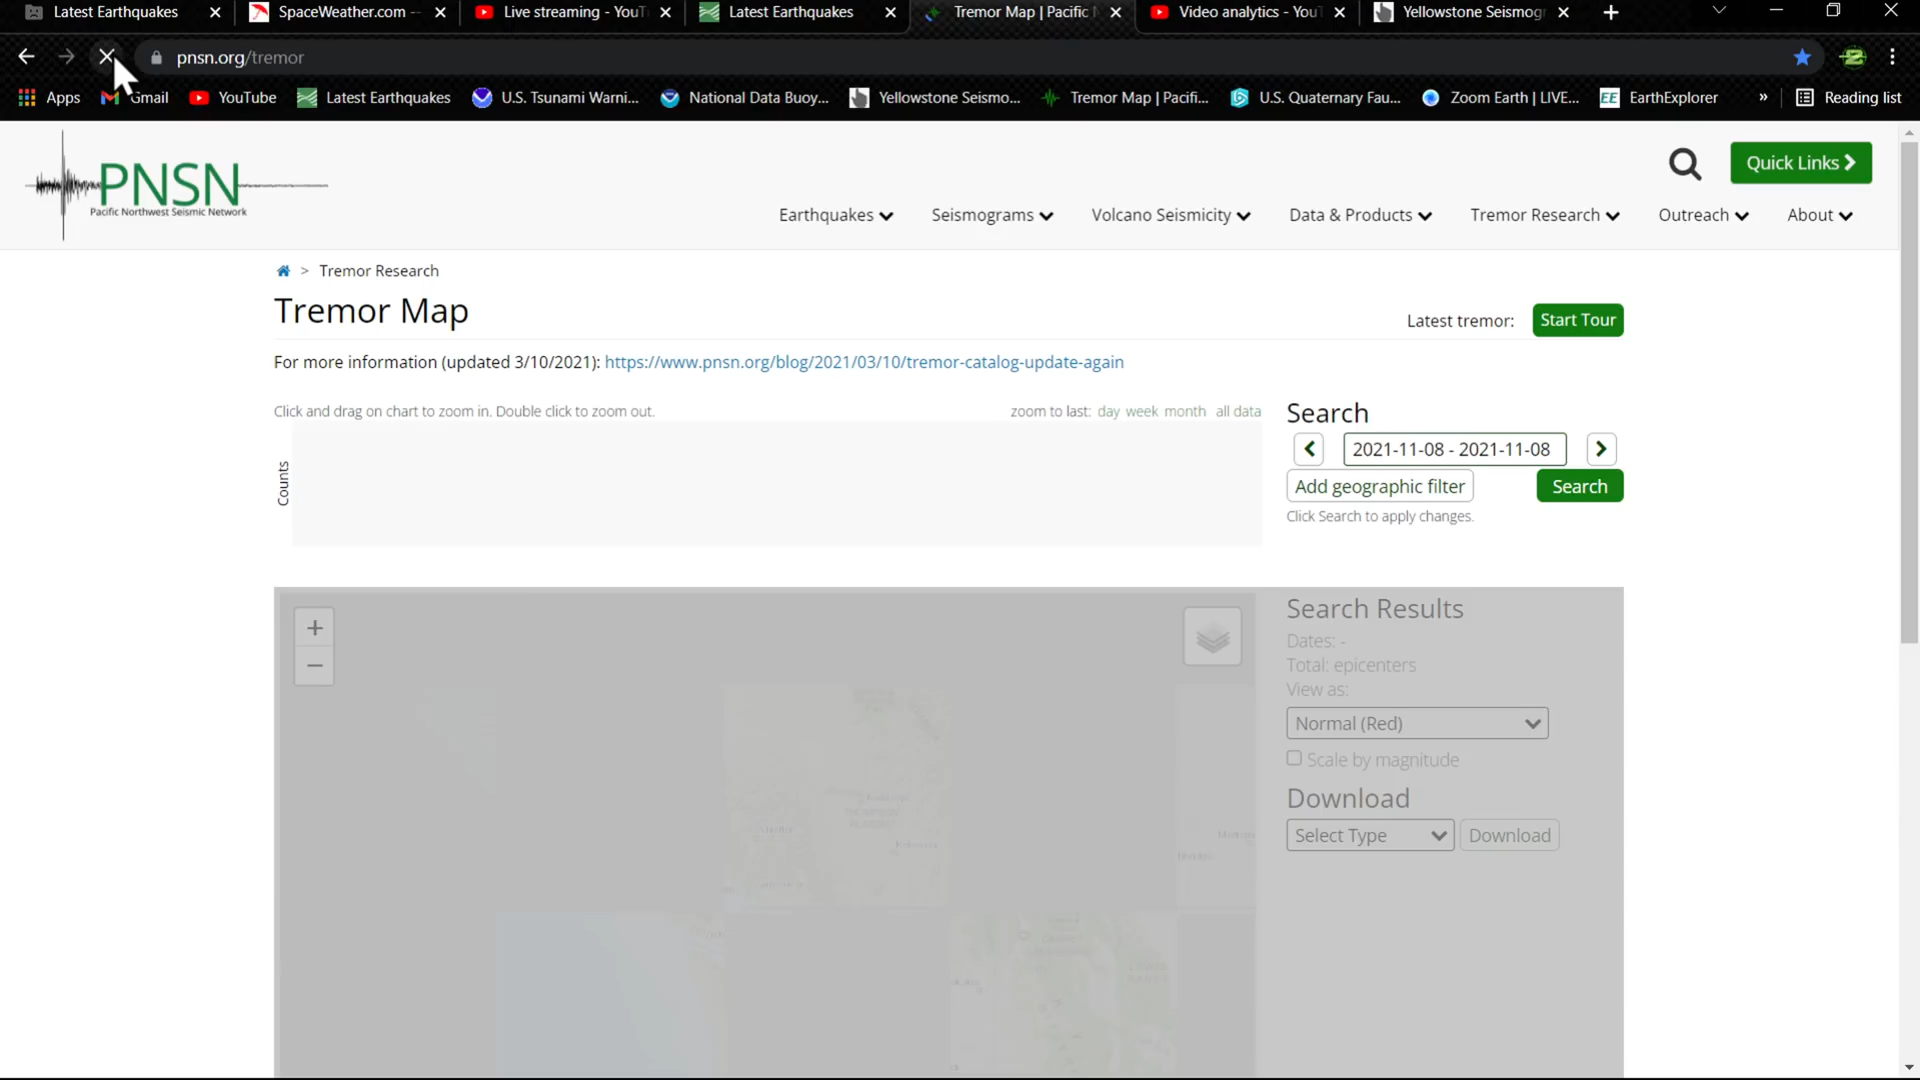 Latest Earthquakes
SpaceWeather.com
Live streaming - YouT
Latest Earthquakes
Tremor Map | Pacific
Video analytics - YouT
Yellowstone Seismog
pnsn.org/tremor
Apps
Gmail
YouTube
Latest Earthquakes
U.S. Tsunami Warni...
National Data Buoy...
Yellowstone Seismo...
Tremor Map | Pacifi...
U.S. Quaternary Fau...
Zoom Earth | LIVE...
EE EarthExplorer
»
Reading list
PNSN
Pacific Northwest Seismic Network
Quick Links
Earthquakes
Seismograms
Volcano Seismicity
Data & Products
Tremor Research
Outreach
About
> Tremor Research
Tremor Map
Latest tremor:
Start Tour
For more information (updated 3/10/2021): https://www.pnsn.org/blog/2021/03/10/tremor-catalog-update-again
Click and drag on chart to zoom in. Double click to zoom out.
zoom to last: day week month all data
Counts
Search
2021-11-08 - 2021-11-08
Add geographic filter
Search
Click Search to apply changes.
+
−
Search Results
Dates: -
Total: epicenters
View as:
Normal (Red)
Scale by magnitude
Download
Select Type
Download